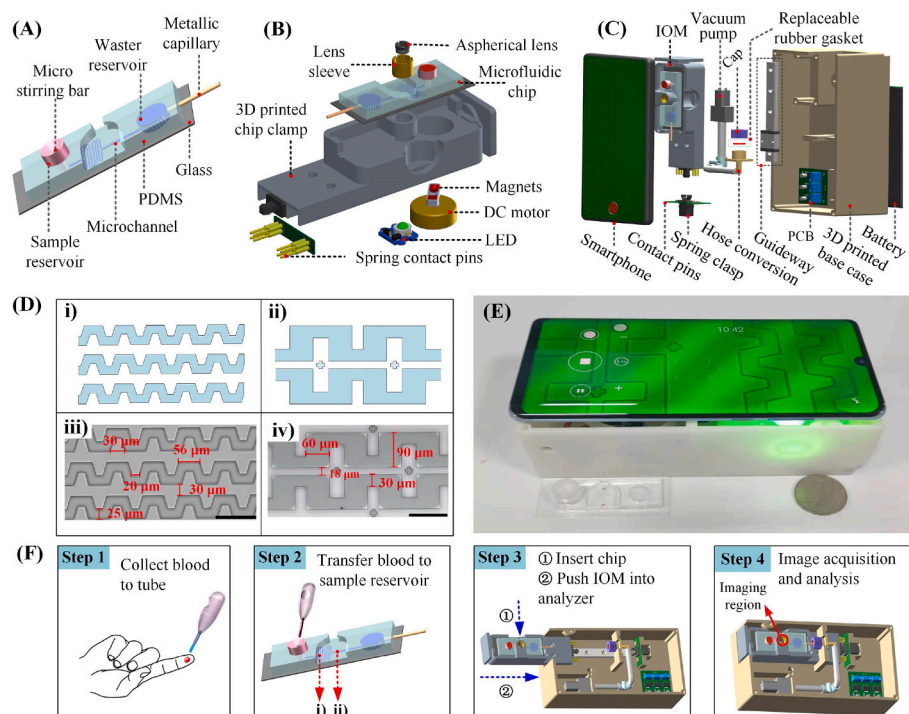 (A)
Waster
reservoir
Metallic
capillary
Micro
stirring bar
Glass
PDMS
Microchannel
Sample
reservoir
(B)
Lens
sleeve
Aspherical lens
Microfluidic
chip
3D printed
chip clamp
Magnets
DC motor
LED
Spring contact pins
(C)
IOM
Vacuum
pump
Cap
Replaceable
rubber gasket
Smartphone
Contact pins
Spring clasp
Hose conversion
Guideway
PCB
3D printed
base case
Battery
(D)
i)
ii)
iii)
30 μm
56 μm
20 μm
30 μm
25 μm
iv)
60 μm
90 μm
18 μm
30 μm
(E)
10:42
(F)
Step 1
Collect blood
to tube
Step 2
Transfer blood to
sample reservoir
i)
ii)
Step 3
① Insert chip
② Push IOM into
analyzer
①
②
Step 4
Image acquisition
and analysis
Imaging
region